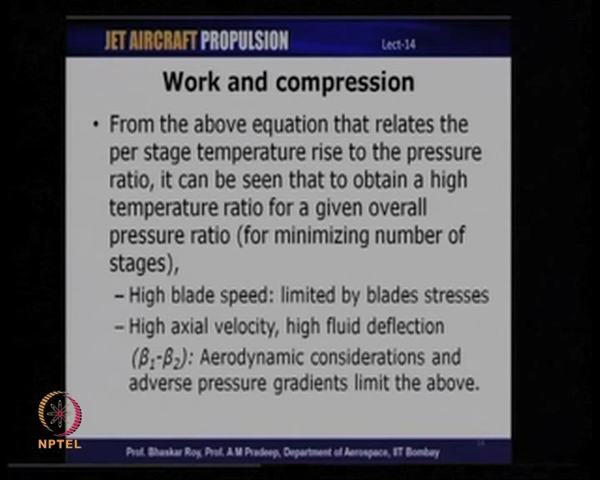 JET AIRCRAFT PROPULSION
Lect-14
Work and compression
• From the above equation that relates the
per stage temperature rise to the pressure
ratio, it can be seen that to obtain a high
temperature ratio for a given overall
pressure ratio (for minimizing number of
stages),
– High blade speed: limited by blades stresses
– High axial velocity, high fluid deflection
(β1-β2): Aerodynamic considerations and
adverse pressure gradients limit the above.
NPTEL
Prof. Bhaskar Roy, Prof. A M Pradeep, Department of Aerospace, IIT Bombay